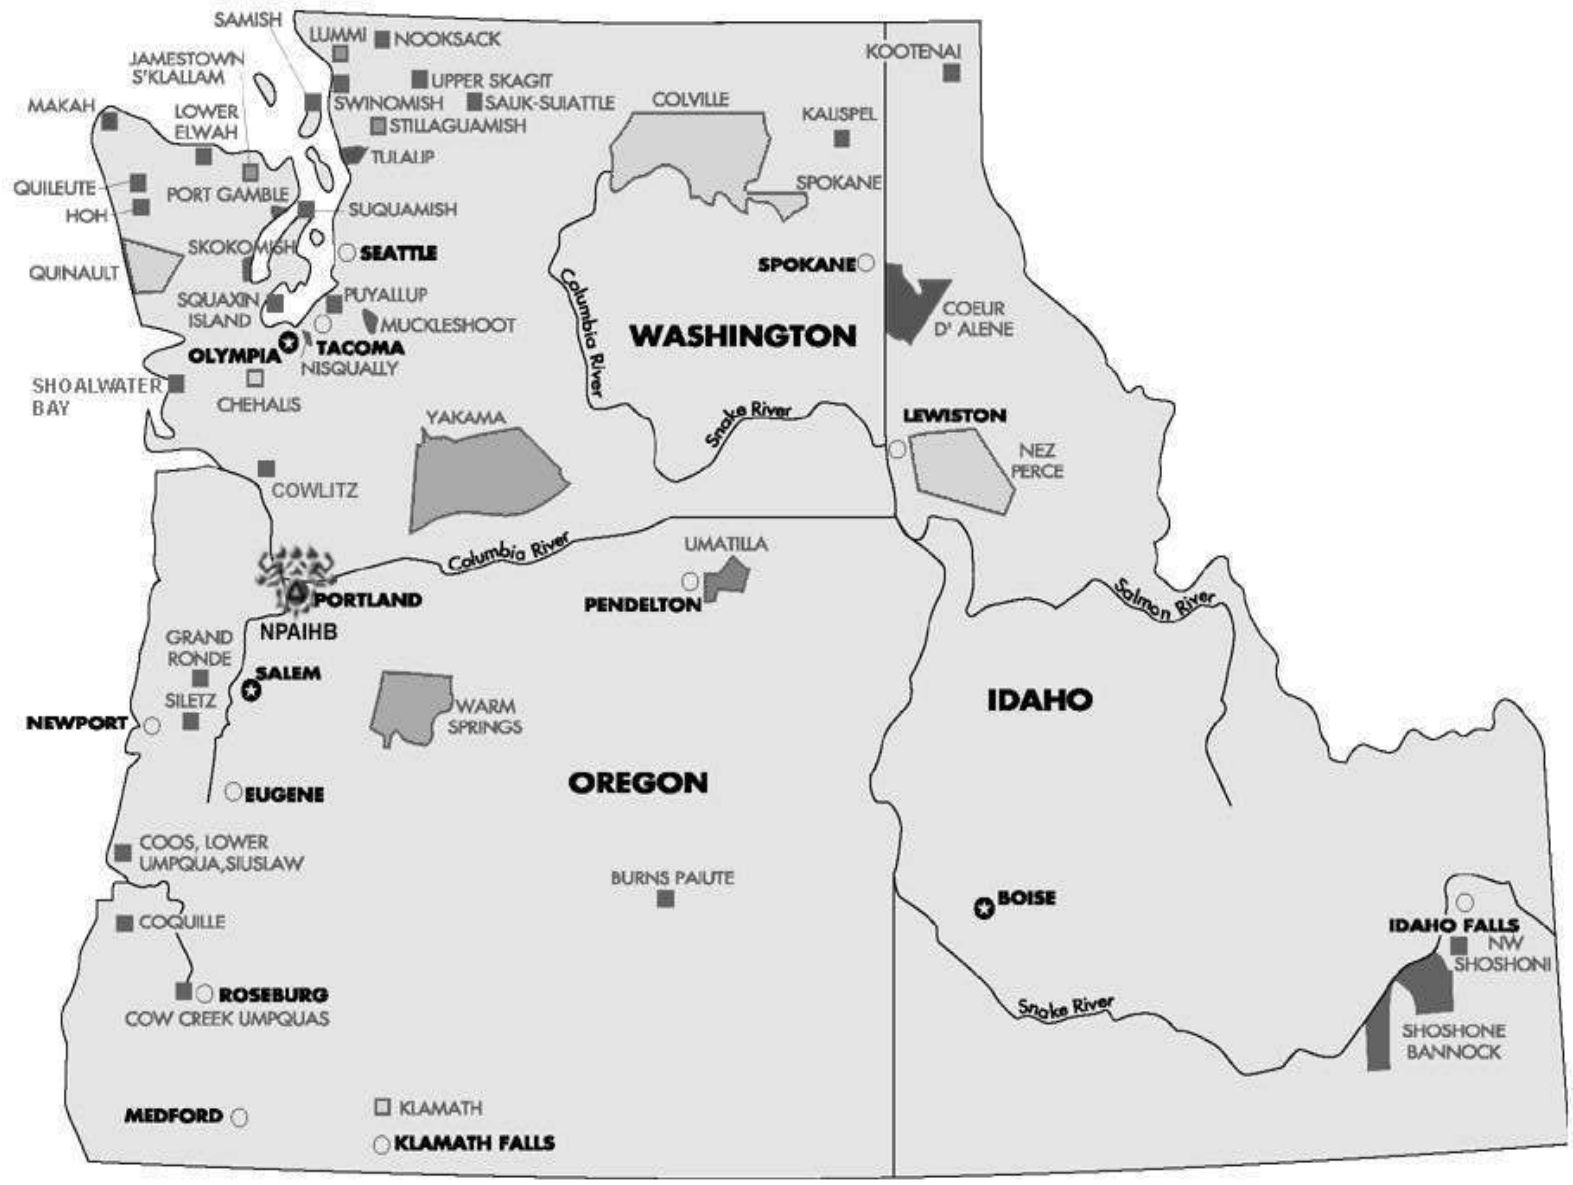 SAMISH
LUMMI
NOOKSACK
KOOTENAI
JAMESTOWN
S'KLALLAM
UPPER SKAGIT
MAKAH
LOWER
ELWAH
SWINOMISH
SAUK-SUIATTLE
COLVILLE
KALISPEL
STILLAGUAMISH
TULALIP
QUILEUTE
PORT GAMBLE
SPOKANE
HOH
SUQUAMISH
SKOKOMISH
SEATTLE
SPOKANE
QUINAULT
SQUAXIN
ISLAND
PUYALLUP
MUCKLESHOOT
Columbia River
WASHINGTON
COEUR
D' ALENE
OLYMPIA
TACOMA
NISQUALLY
SHOALWATER
BAY
CHEHALIS
YAKAMA
Snake River
LEWISTON
NEZ
PERCE
COWLITZ
Columbia River
UMATILLA
PORTLAND
PENDELTON
Salmon River
NPAIHB
GRAND
RONDE
SALEM
SILETZ
WARM
SPRINGS
IDAHO
NEWPORT
OREGON
EUGENE
COOS, LOWER
UMPQUA,SIUSLAW
BURNS PAIUTE
BOISE
COQUILLE
IDAHO FALLS
NW
SHOSHONI
ROSEBURG
COW CREEK UMPQUAS
Snake River
SHOSHONE
BANNOCK
MEDFORD
KLAMATH
KLAMATH FALLS